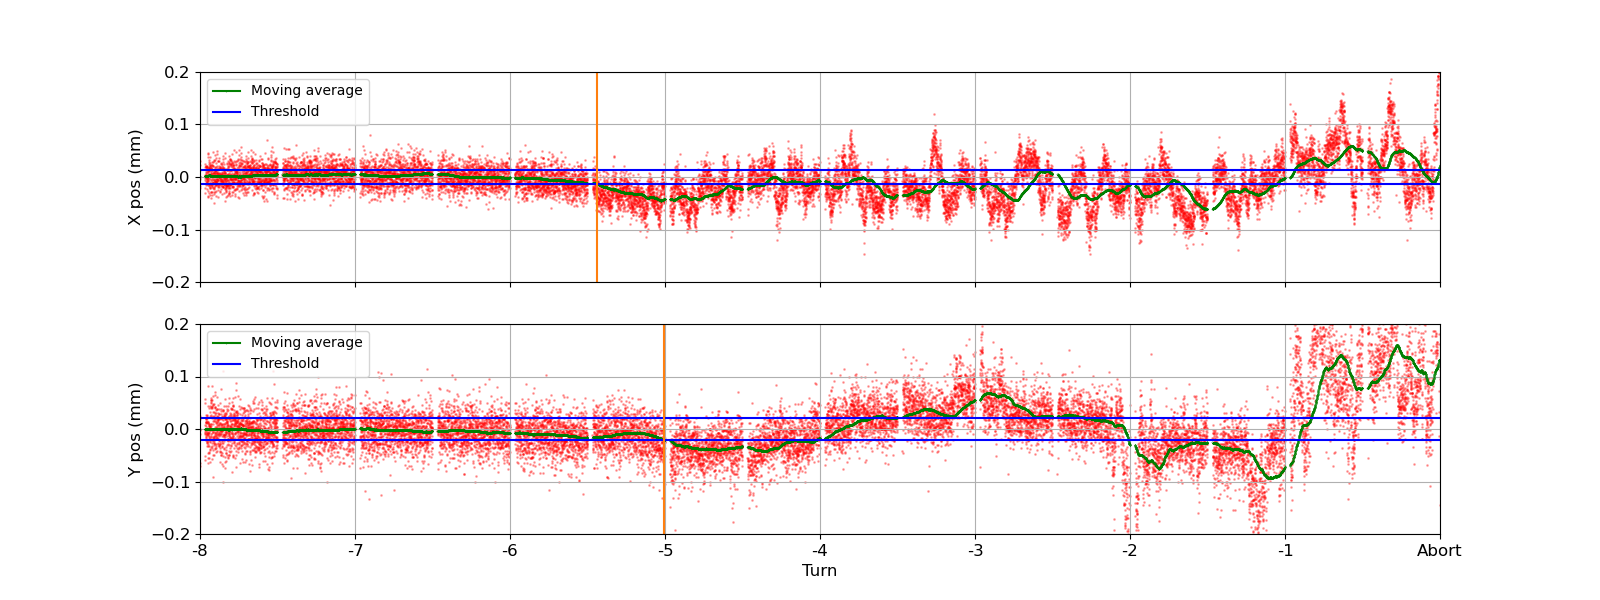 X pos (mm)
0.2
0.1
0.0
−0.1
−0.2
Moving average
Threshold
Y pos (mm)
0.2
0.1
0.0
−0.1
−0.2
Moving average
Threshold
-8 -7 -6 -5 -4 -3 -2 -1 Abort
Turn